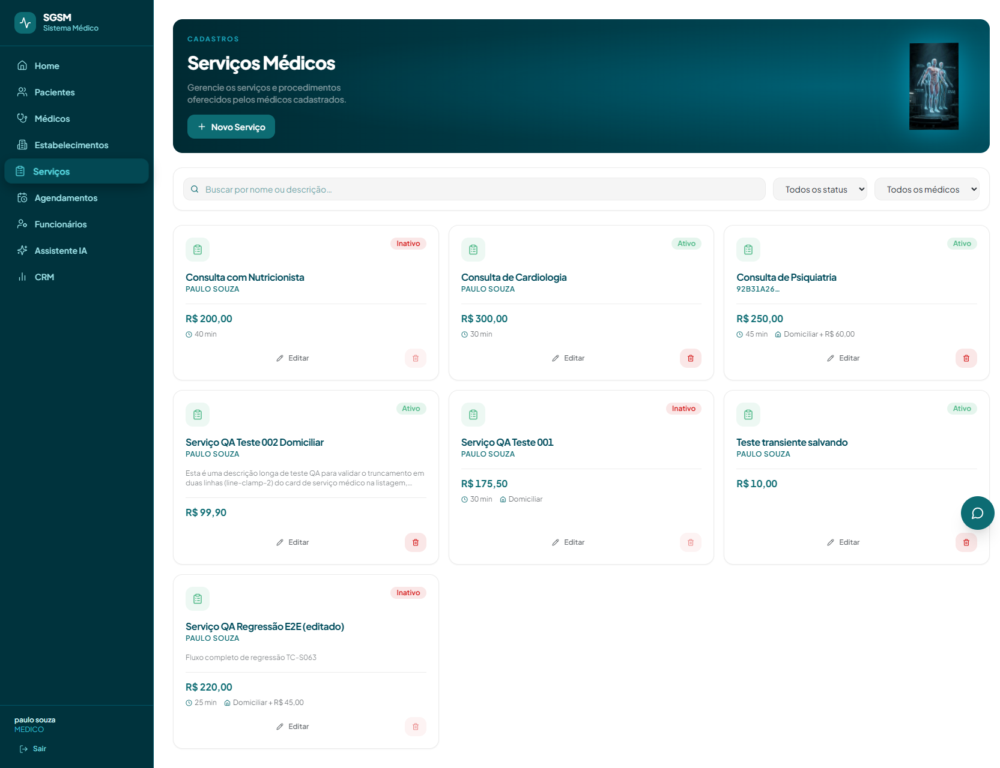 SGSM
Sistema Médico
Home
Pacientes
Médicos
Estabelecimentos
Serviços
Agendamentos
Funcionários
Assistente IA
CRM
paulo souza
MEDICO
Sair
CADASTROS
Serviços Médicos
Gerencie os serviços e procedimentos
oferecidos pelos médicos cadastrados.
Novo Serviço
Buscar por nome ou descrição...
Todos os status
Todos os médicos
Inativo
Consulta com Nutricionista
PAULO SOUZA
R$ 200,00
40 min
Editar
Ativo
Consulta de Cardiologia
PAULO SOUZA
R$ 300,00
30 min
Editar
Ativo
Consulta de Psiquiatria
92B31A26…
R$ 250,00
45 min Domiciliar + R$ 60,00
Editar
Ativo
Serviço QA Teste 002 Domiciliar
PAULO SOUZA
Esta é uma descrição longa de teste QA para validar o truncamento em
duas linhas (line-clamp-2) do card de serviço médico na listagem,…
R$ 99,90
Editar
Inativo
Serviço QA Teste 001
PAULO SOUZA
R$ 175,50
30 min Domiciliar
Editar
Ativo
Teste transiente salvando
PAULO SOUZA
R$ 10,00
Editar
Inativo
Serviço QA Regressão E2E (editado)
PAULO SOUZA
Fluxo completo de regressão TC-S063
R$ 220,00
25 min Domiciliar + R$ 45,00
Editar